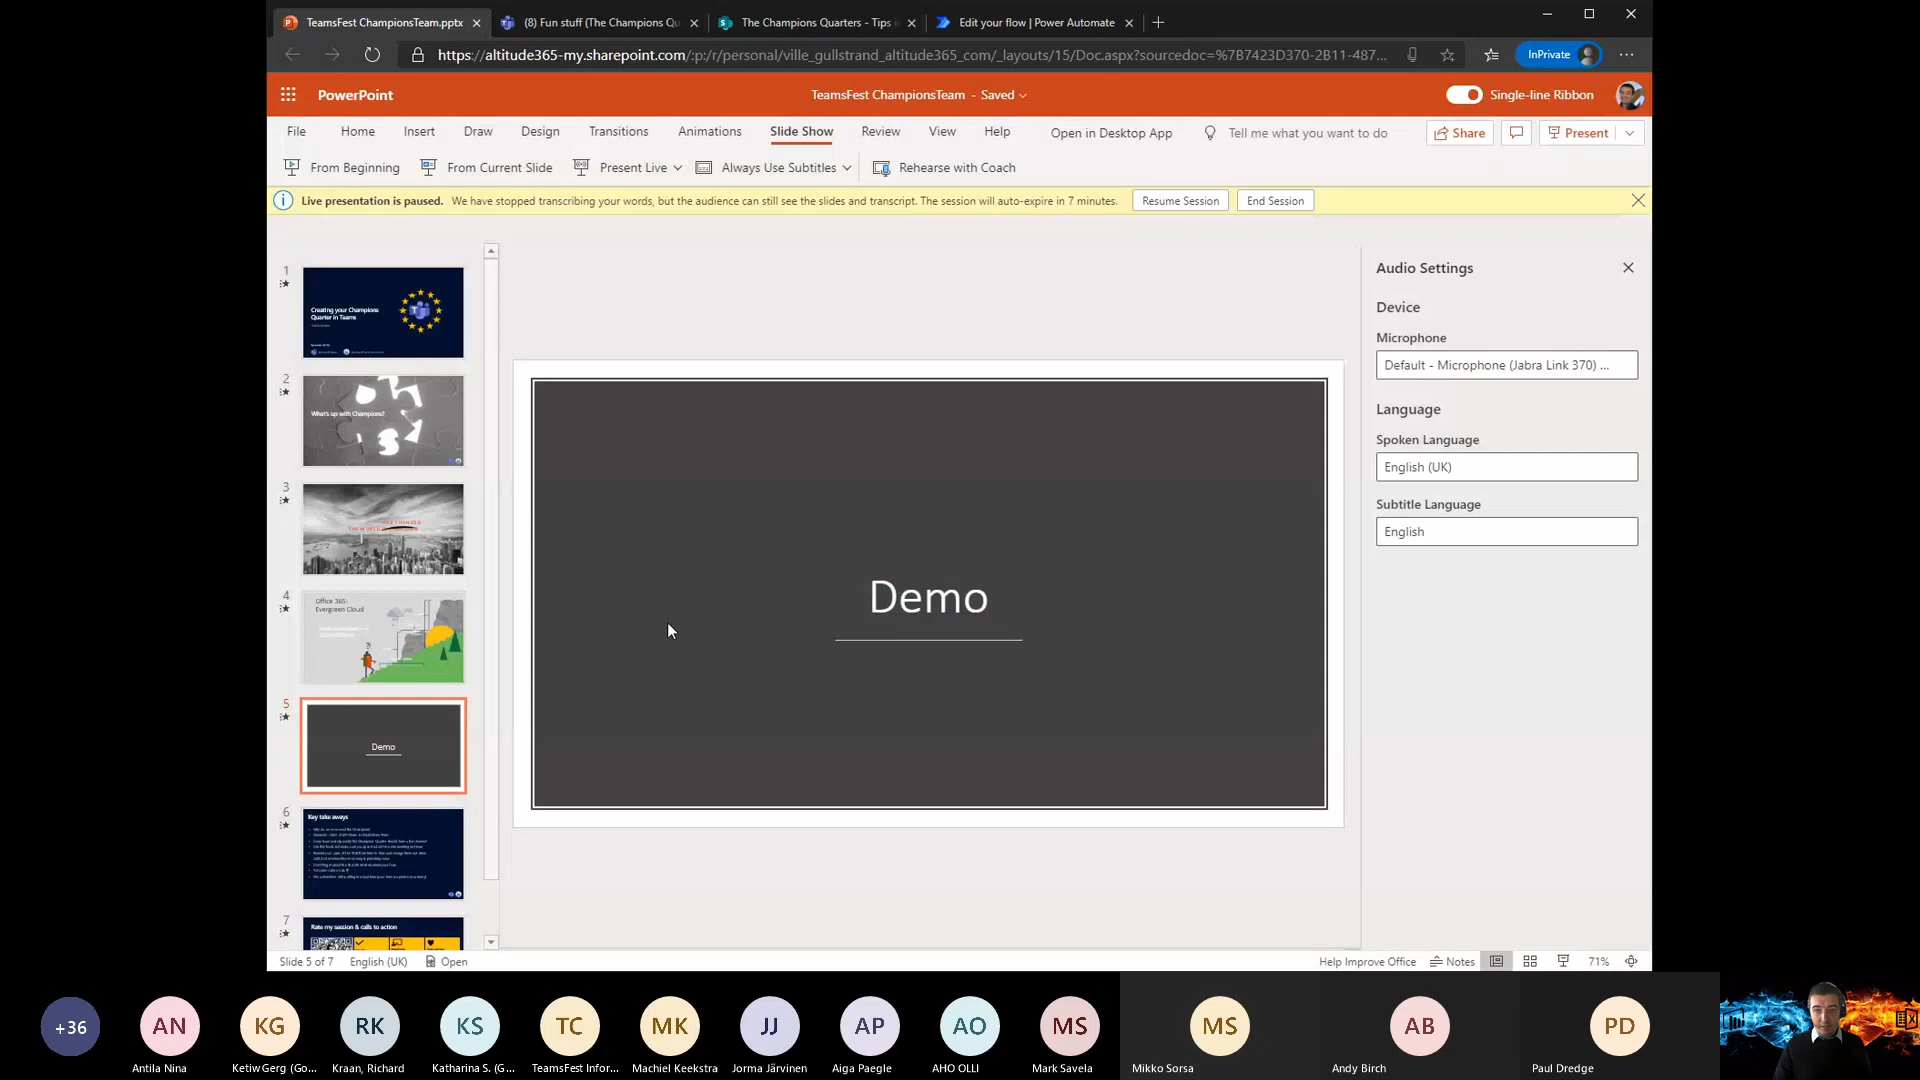 TeamsFest ChampionsTeam.pptx
(8) Fun stuff (The Champions Qu
The Champions Quarters - Tips
Edit your flow | Power Automate
https://altitude365-my.sharepoint.com/:p:/r/personal/ville_gullstrand_altitude365_com/_layouts/15/Doc.aspx?sourcedoc=%7B7423D370-2B11-487...
InPrivate
PowerPoint
TeamsFest ChampionsTeam - Saved
Single-line Ribbon
File Home Insert Draw Design Transitions Animations Slide Show Review View Help Open in Desktop App Tell me what you want to do Share Present
From Beginning From Current Slide Present Live Always Use Subtitles Rehearse with Coach
Live presentation is paused. We have stopped transcribing your words, but the audience can still see the slides and transcript. The session will auto-expire in 7 minutes. Resume Session End Session
1
Creating your Champions
Quarter in Teams
2
What's up with Champions?
3
4
Office 365:
Evergreen Cloud
5
Demo
6
Key take aways
7
Rate my session & calls to action
Demo
Audio Settings
Device
Microphone
Default - Microphone (Jabra Link 370) ...
Language
Spoken Language
English (UK)
Subtitle Language
English
Slide 5 of 7 English (UK) Open
Help Improve Office Notes 71%
+36
AN KG RK KS TC MK JJ AP AO MS MS AB PD
Antila Nina
Ketiw Gerg (Go...
Kraan, Richard
Katharina S. (G...
TeamsFest Infor...
Machiel Keekstra
Jorma Järvinen
Aiga Paegle
AHO OLLI
Mark Savela
Mikko Sorsa
Andy Birch
Paul Dredge